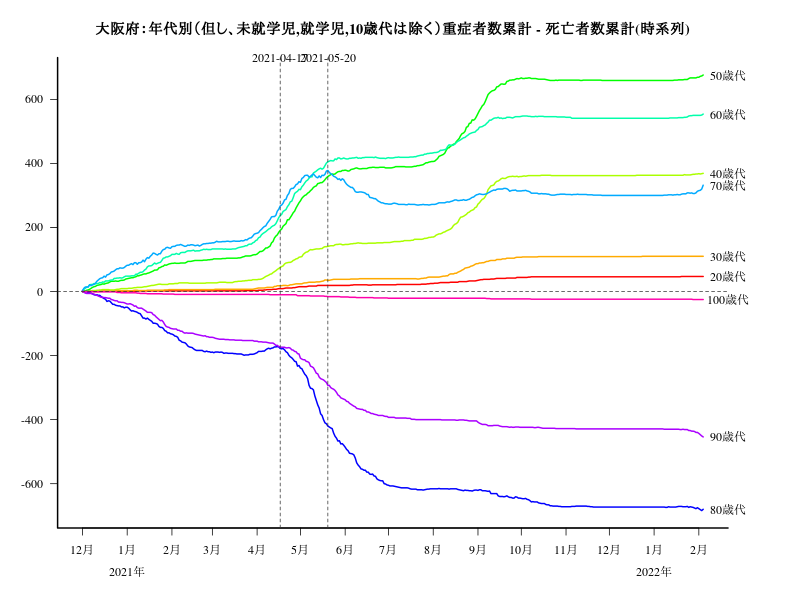 大阪府：年代別（但し、未就学児,就学児,10歳代は除く）重症者数累計 - 死亡者数累計(時系列)
2021-04-17
2021-05-20
50歳代
600
60歳代
400
40歳代
70歳代
200
30歳代
20歳代
0
100歳代
-200
-400
90歳代
-600
80歳代
12月 1月 2月 3月 4月 5月 6月 7月 8月 9月 10月 11月 12月 1月 2月
2021年 2022年